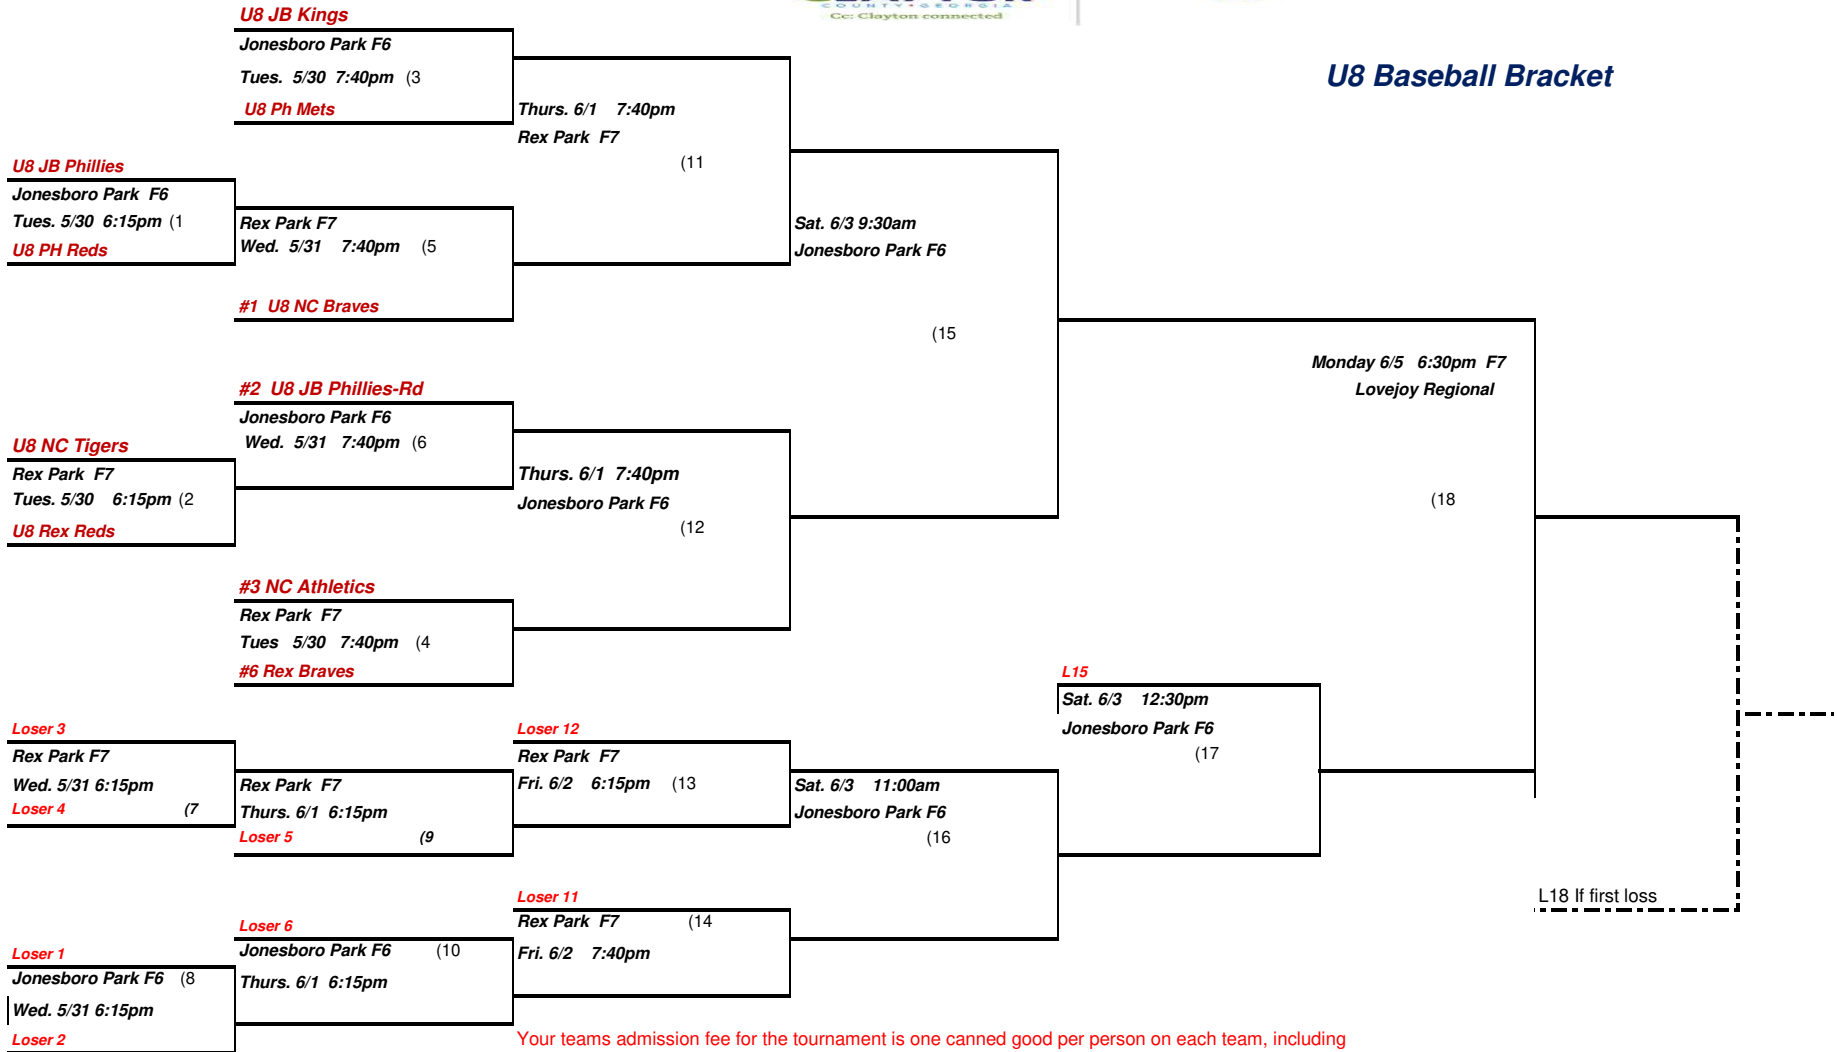 COUNTY GEORGIA
Cc: Clayton connected
U8 Baseball Bracket
U8 JB Kings
Jonesboro Park F6
Tues. 5/30 7:40pm (3
U8 Ph Mets
Thurs. 6/1 7:40pm
Rex Park F7
(11
U8 JB Phillies
Jonesboro Park F6
Tues. 5/30 6:15pm (1
U8 PH Reds
Rex Park F7
Wed. 5/31 7:40pm (5
#1 U8 NC Braves
Sat. 6/3 9:30am
Jonesboro Park F6
(15
Monday 6/5 6:30pm F7
Lovejoy Regional
(18
#2 U8 JB Phillies-Rd
Jonesboro Park F6
Wed. 5/31 7:40pm (6
U8 NC Tigers
Rex Park F7
Tues. 5/30 6:15pm (2
U8 Rex Reds
Thurs. 6/1 7:40pm
Jonesboro Park F6
(12
#3 NC Athletics
Rex Park F7
Tues 5/30 7:40pm (4
#6 Rex Braves
L15
Sat. 6/3 12:30pm
Jonesboro Park F6
(17
Loser 3
Rex Park F7
Wed. 5/31 6:15pm
Loser 4 (7
Rex Park F7
Thurs. 6/1 6:15pm
Loser 5 (9
Loser 12
Rex Park F7
Fri. 6/2 6:15pm (13
Sat. 6/3 11:00am
Jonesboro Park F6
(16
L18 If first loss
Loser 11
Rex Park F7 (14
Fri. 6/2 7:40pm
Loser 6
Jonesboro Park F6 (10
Thurs. 6/1 6:15pm
Loser 1
Jonesboro Park F6 (8
Wed. 5/31 6:15pm
Loser 2
Your teams admission fee for the tournament is one canned good per person on each team, including